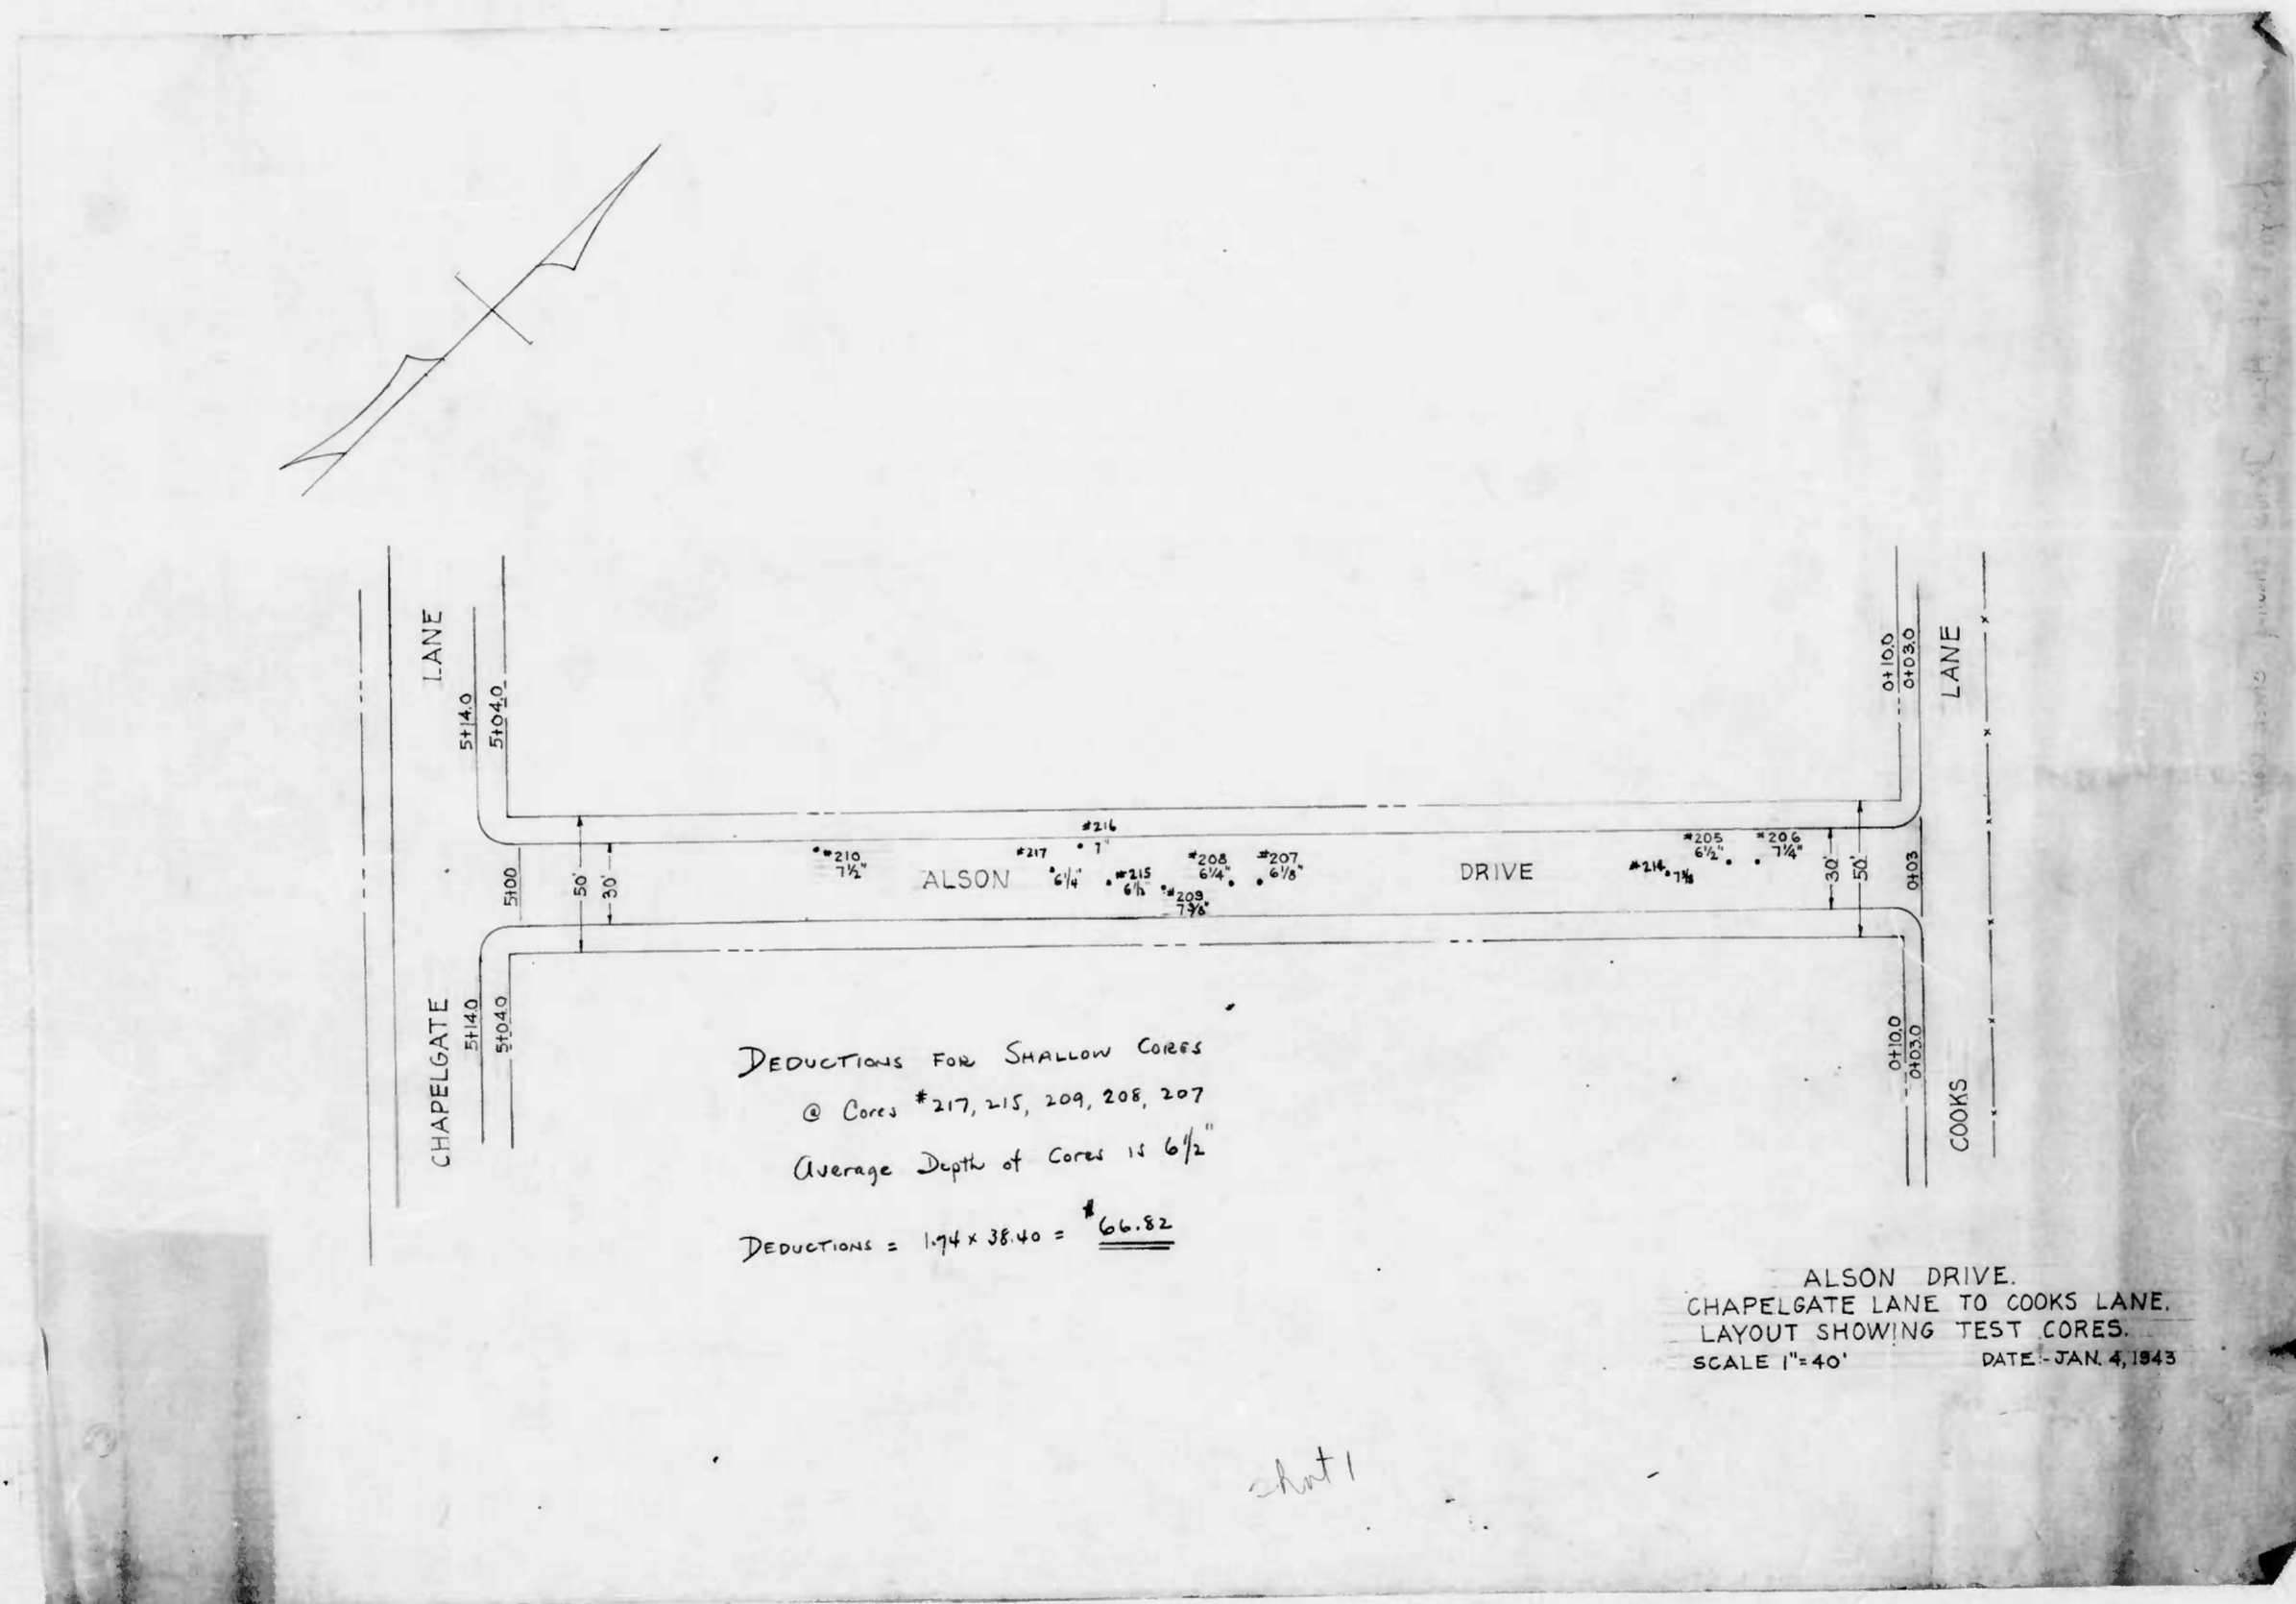 LANE
5+14.0
5+04.0
0+10.0
0+03.0
LANE
#216
7"
#210
7½"
#217
6¼"
#215
6½"
#208
6¼"
#207
6⅛"
#209
7⅜"
#205
6½"
#206
7¼"
#214
5+00
50'
30'
ALSON
DRIVE
30'
50'
0+03
CHAPELGATE
5+14.0
5+04.0
0+10.0
0+03.0
COOKS
DEDUCTIONS FOR SHALLOW CORES
@ Cores #217, 215, 209, 208, 207
Average Depth of Cores is 6½"
DEDUCTIONS = 1.74 x 38.40 = $66.82
ALSON DRIVE.
CHAPELGATE LANE TO COOKS LANE.
LAYOUT SHOWING TEST CORES.
SCALE 1"=40' DATE:-JAN. 4, 1943